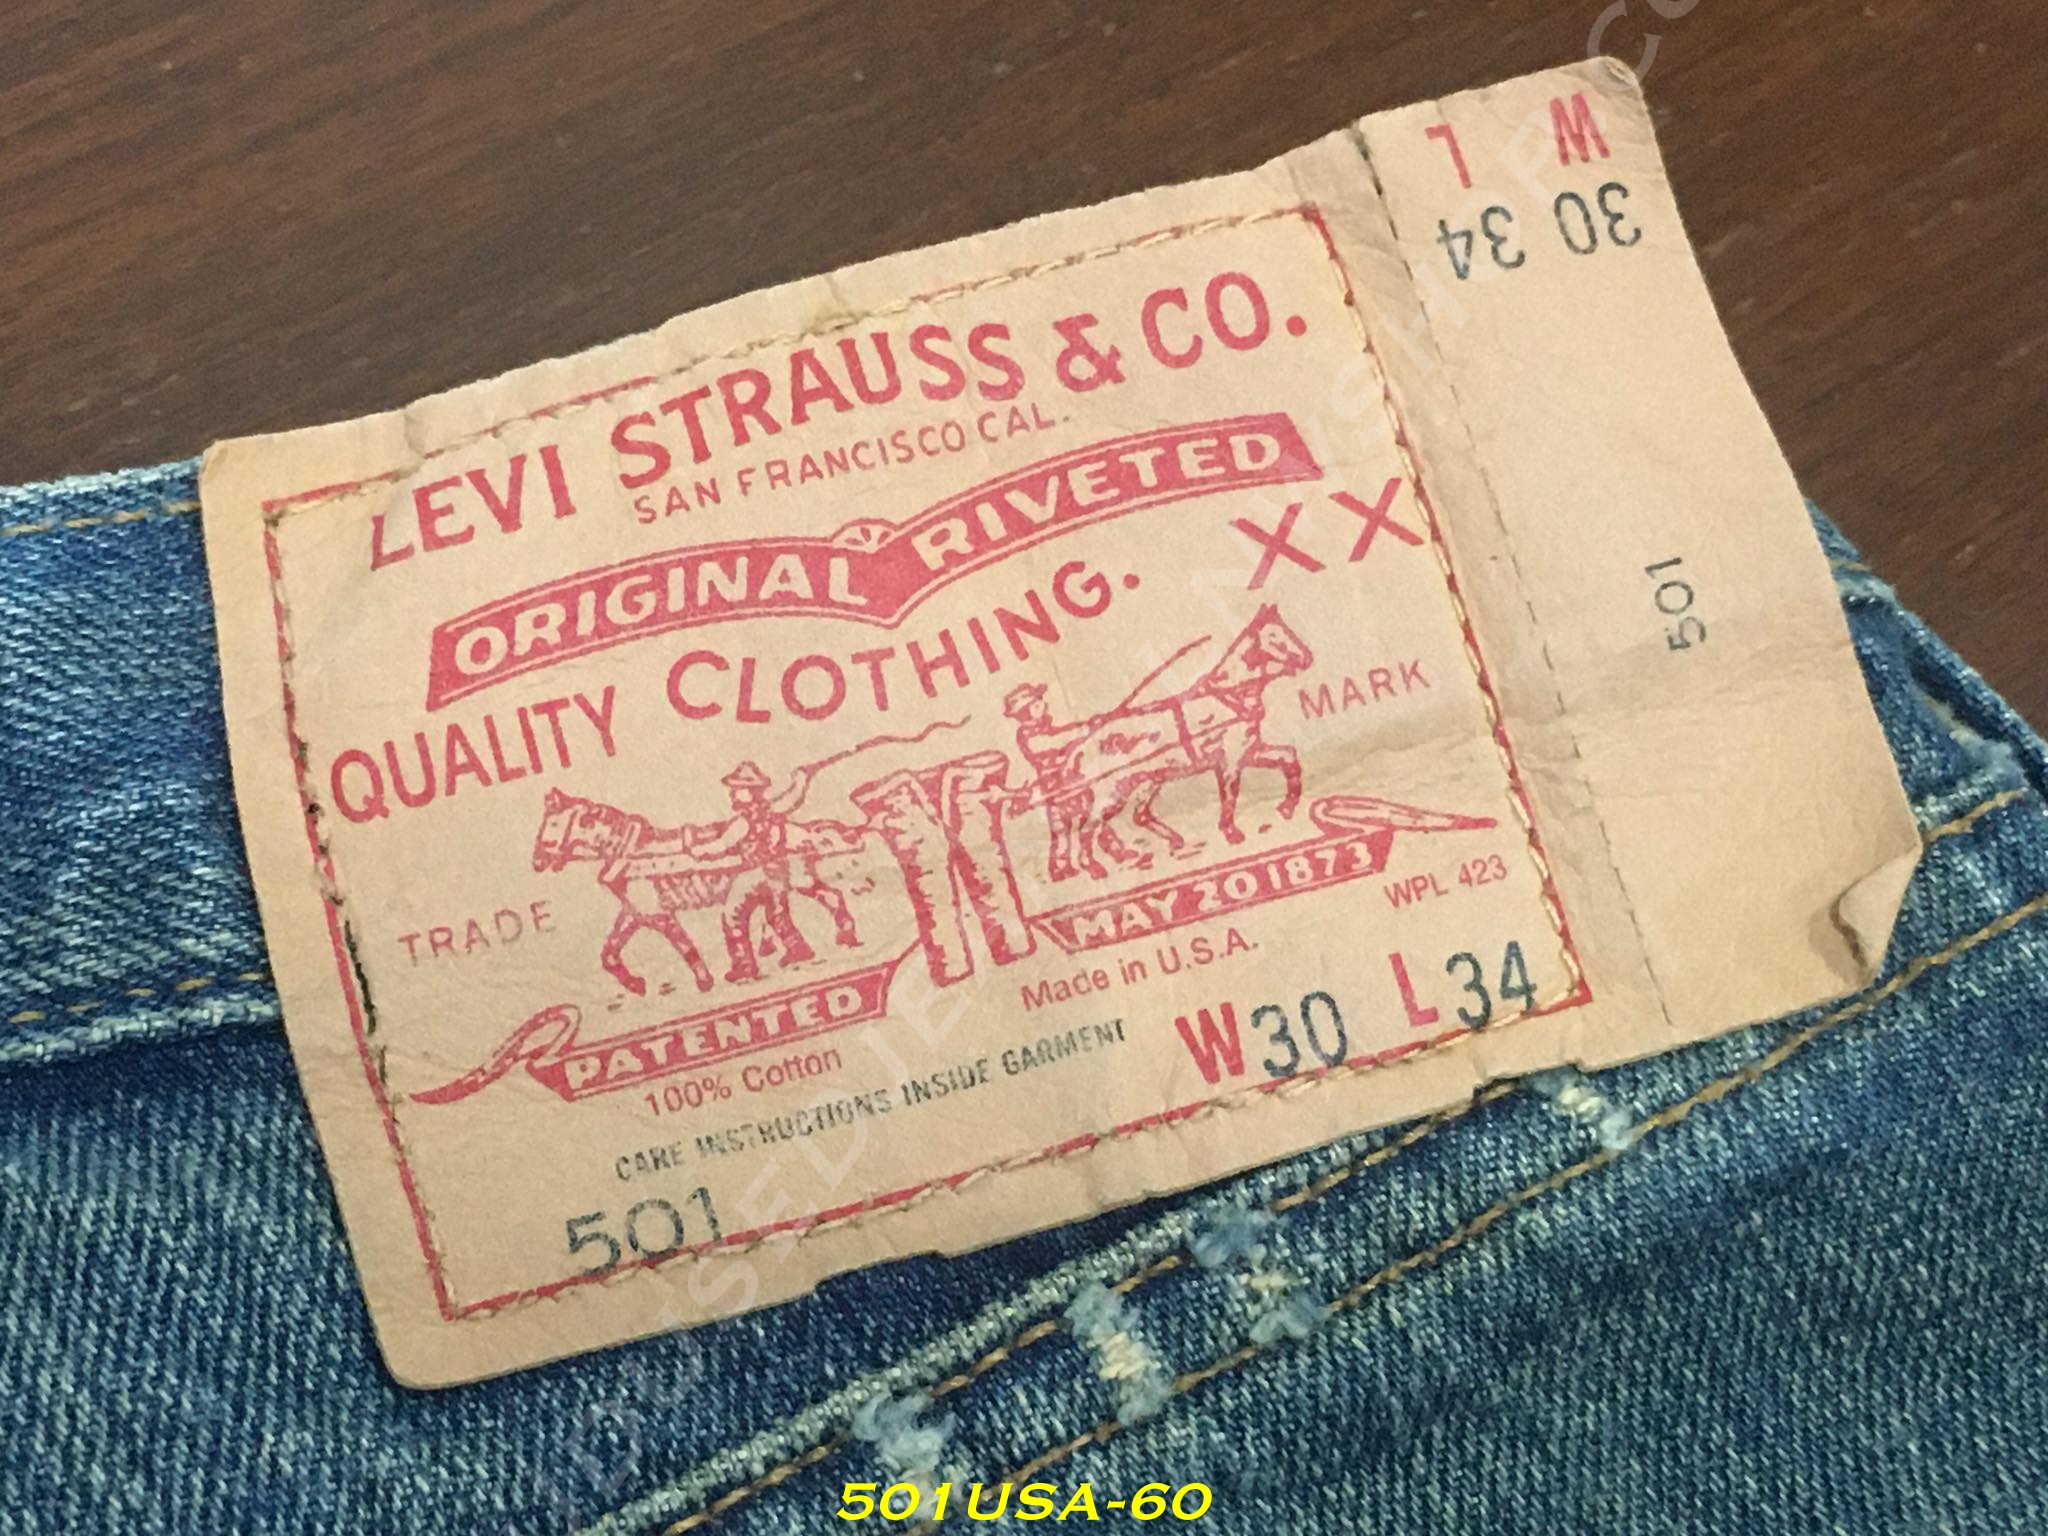 LEVI STRAUSS & CO.
SAN FRANCISCO CAL.
ORIGINAL RIVETED
QUALITY CLOTHING. XX
TRADE MARK
PATENTED MAY 20 1873
WPL 423
100% Cotton Made in U.S.A.
CARE INSTRUCTIONS INSIDE GARMENT
W30 L34
501
W L
30 34
501
501USA-60